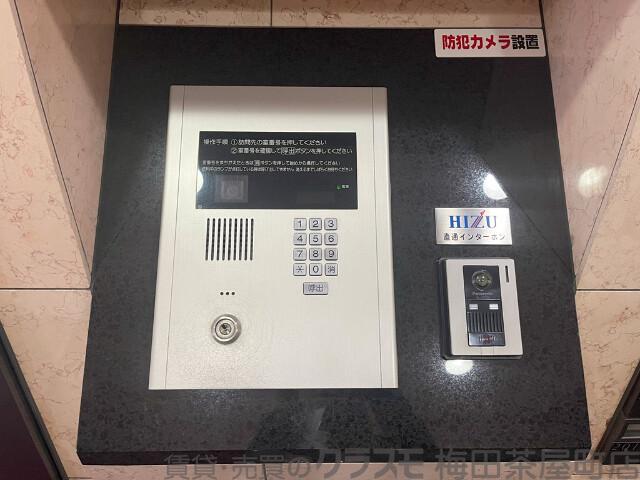 防犯カメラ設置
操作手順 ①訪問先の室番号を押してください
②室番号を確認して呼出ボタンを押してください
1 2 3
4 5 6
7 8 9
＊ 0 消
呼出
HIZU
直通インターホン
Panasonic
賃貸・売買のクラスモ 梅田茶屋町店